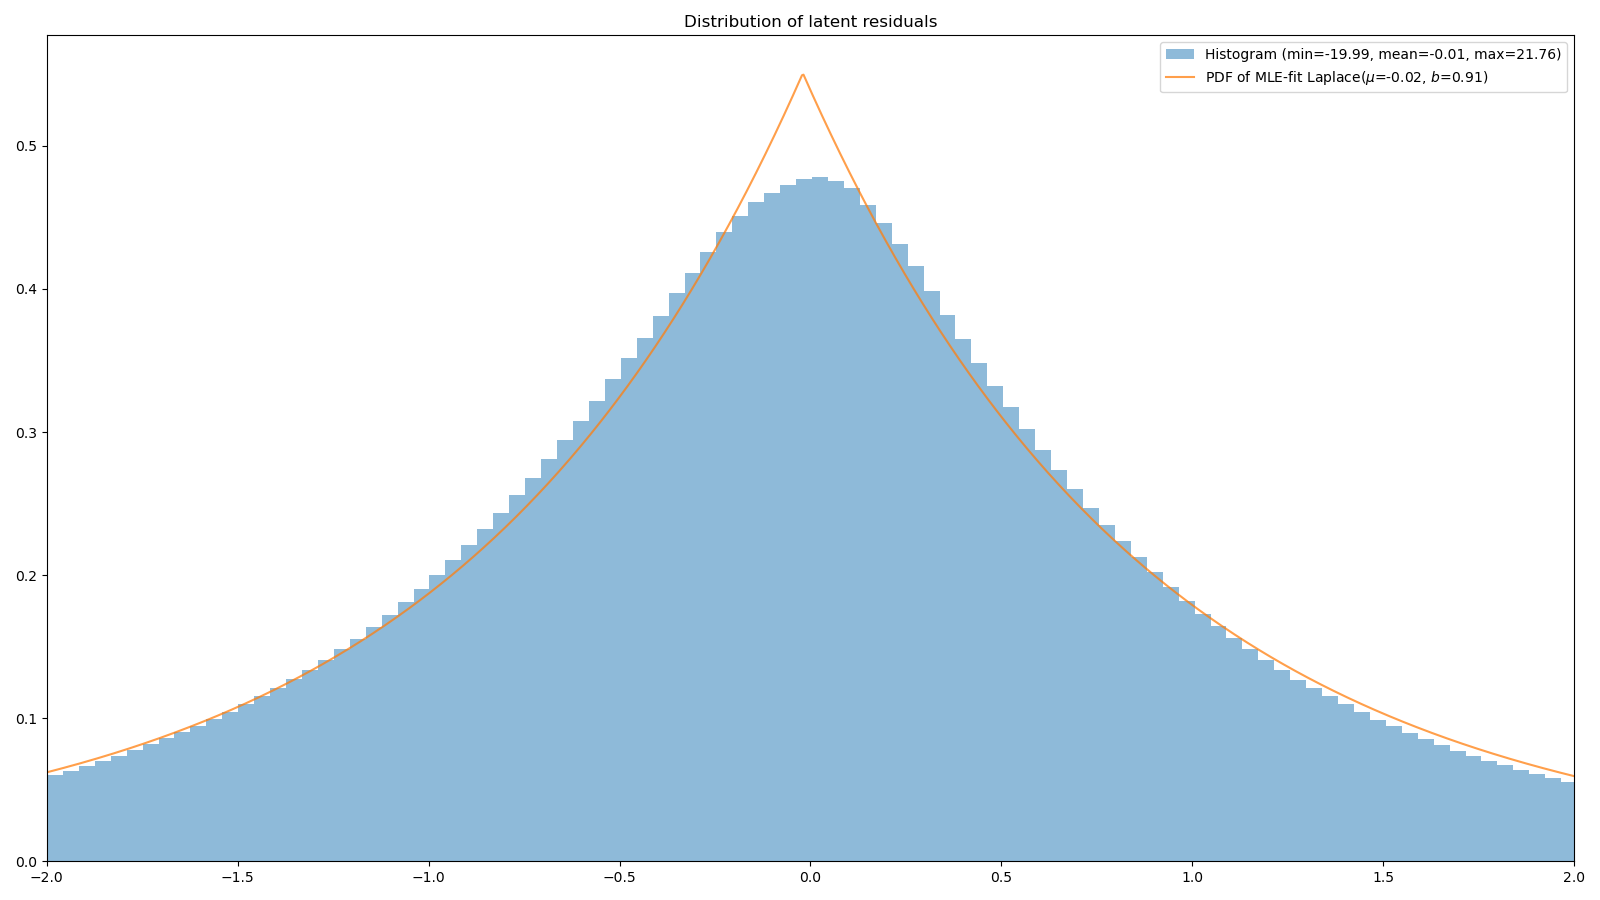 Distribution of latent residuals
Histogram (min=-19.99, mean=-0.01, max=21.76)
PDF of MLE-fit Laplace(μ=-0.02, b=0.91)
0.5
0.4
0.3
0.2
0.1
0.0
−2.0 −1.5 −1.0 −0.5 0.0 0.5 1.0 1.5 2.0